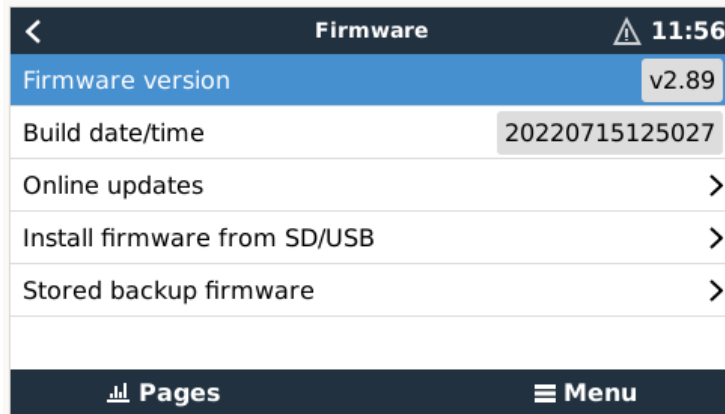 Firmware 11:56
Firmware version v2.89
Build date/time 20220715125027
Online updates
Install firmware from SD/USB
Stored backup firmware
Pages Menu